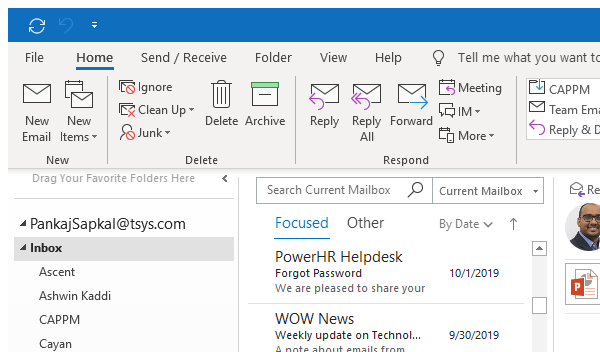 File Home Send / Receive Folder View Help Tell me what you want to
New Email
New Items
Ignore
Clean Up
Junk
Delete
Archive
Reply
Reply All
Forward
Meeting
IM
More
CAPPM
Team Ema
Reply & D
New Delete Respond
Drag Your Favorite Folders Here
PankajSapkal@tsys.com
Inbox
Ascent
Ashwin Kaddi
CAPPM
Cayan
Search Current Mailbox Current Mailbox
Focused Other By Date
PowerHR Helpdesk
Forgot Password 10/1/2019
We are pleased to share your
WOW News
Weekly update on Technol... 9/30/2019
A note about emails from
Re